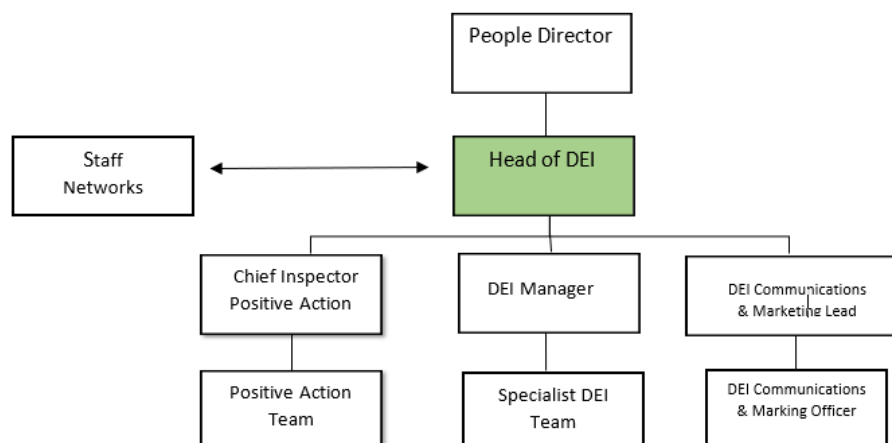 People Director
Staff
Networks
Head of DEI
Chief Inspector
Positive Action
DEI Manager
DEI Communications
& Marketing Lead
Positive Action
Team
Specialist DEI
Team
DEI Communications
& Marking Officer